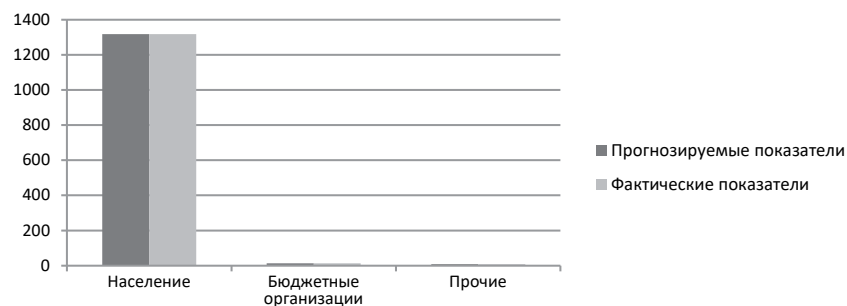 1400
1200
1000
800
600
400
200
0
Население
Бюджетные
организации
Прочие
Прогнозируемые показатели
Фактические показатели